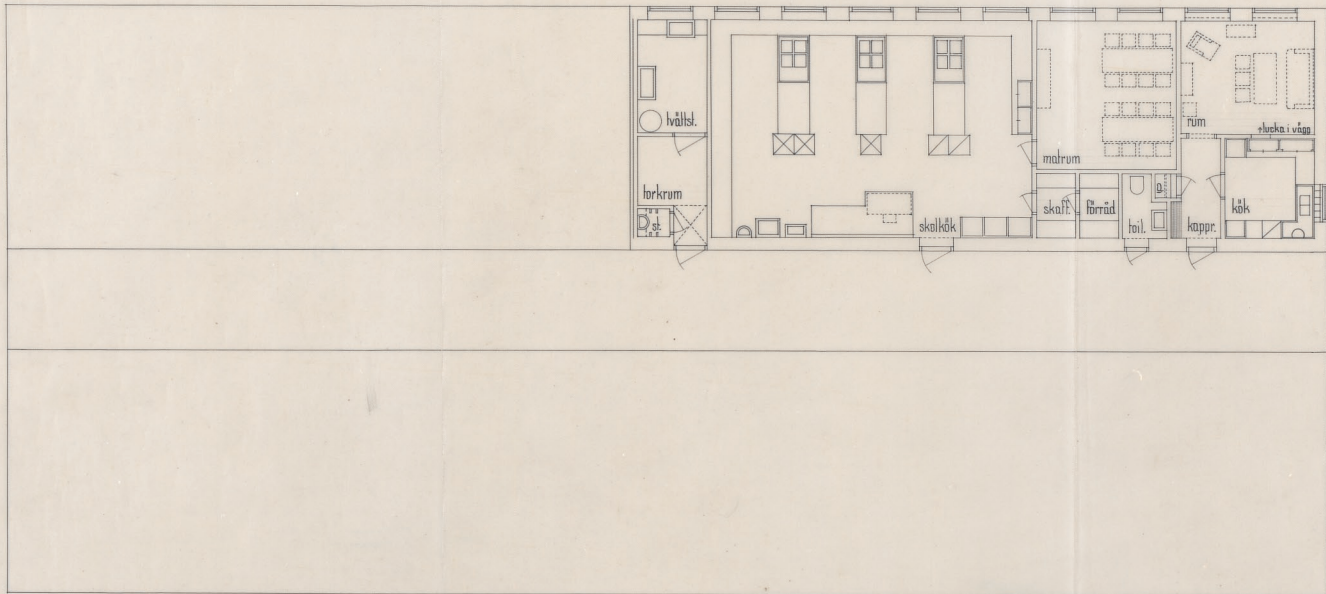 tvättst.
torkrum
st.
skolkök
matrum
skaff.
förråd
toil.
kappr.
rum
lucka i vägg
kök